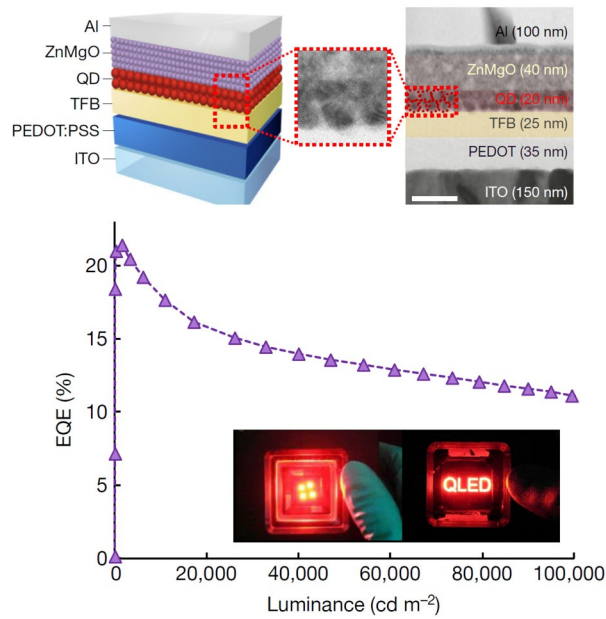 Al
ZnMgO
QD
TFB
PEDOT:PSS
ITO
Al (100 nm)
ZnMgO (40 nm)
QD (20 nm)
TFB (25 nm)
PEDOT (35 nm)
ITO (150 nm)
EQE (%)
20
15
10
5
0
QLED
0
20,000
40,000
60,000
80,000
100,000
Luminance (cd m⁻²)